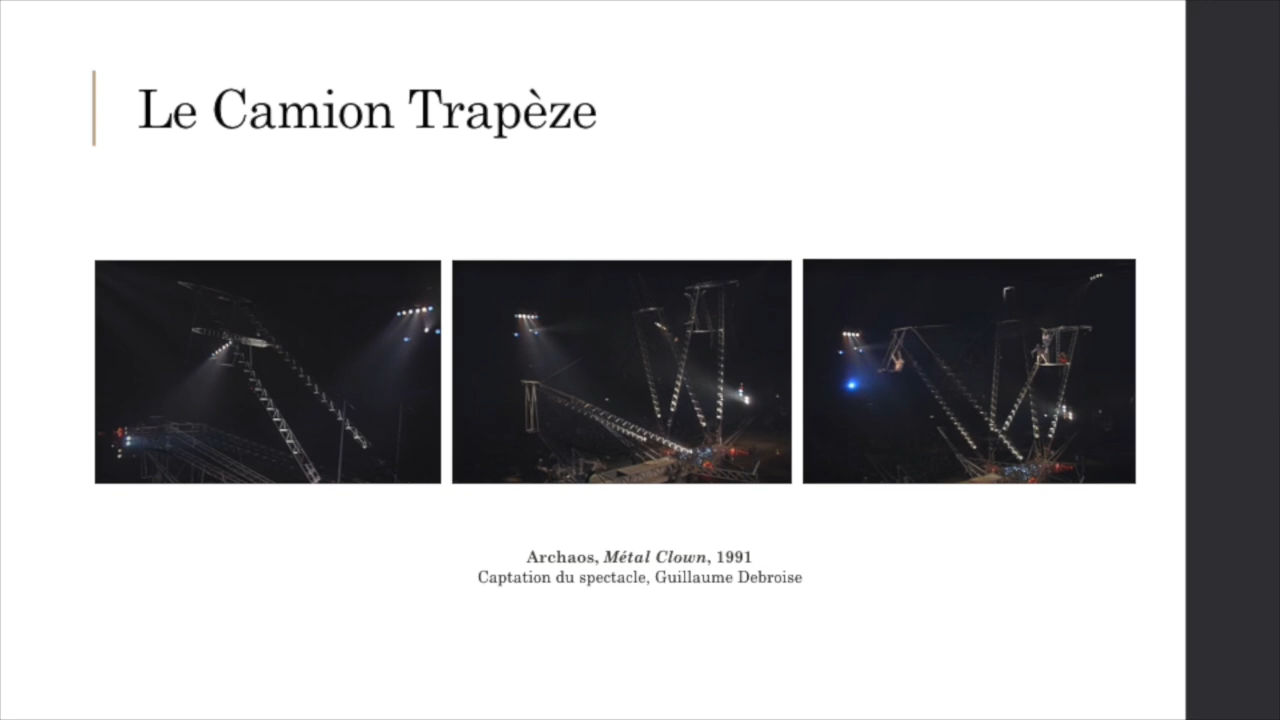 Le Camion Trapèze
Archaos, Métal Clown, 1991
Captation du spectacle, Guillaume Debroise